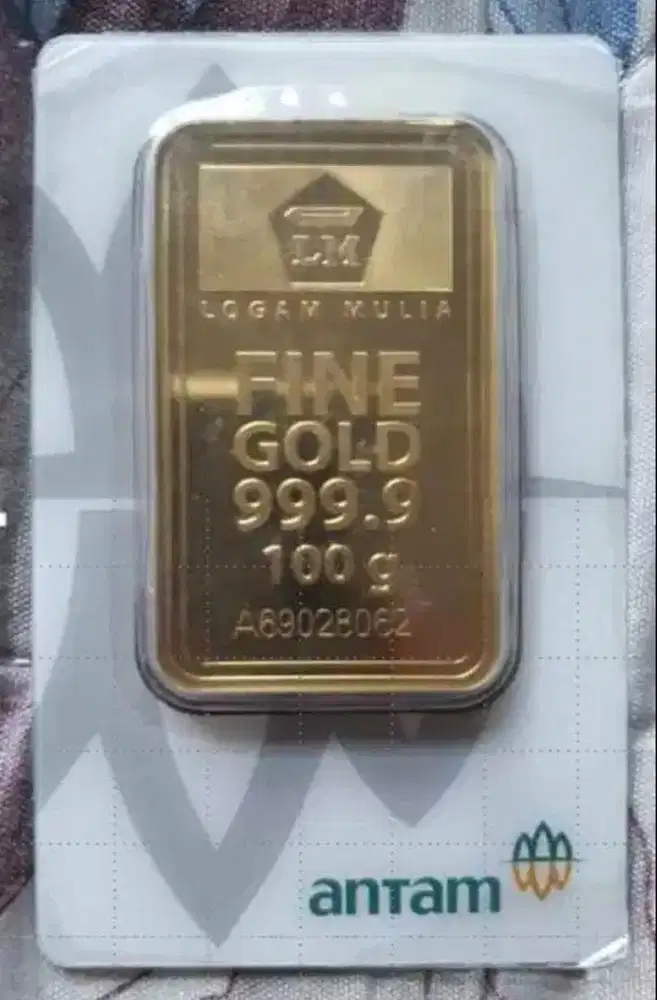 LM
LOGAM MULIA
FINE
GOLD
999.9
100 g
A69028062
antam